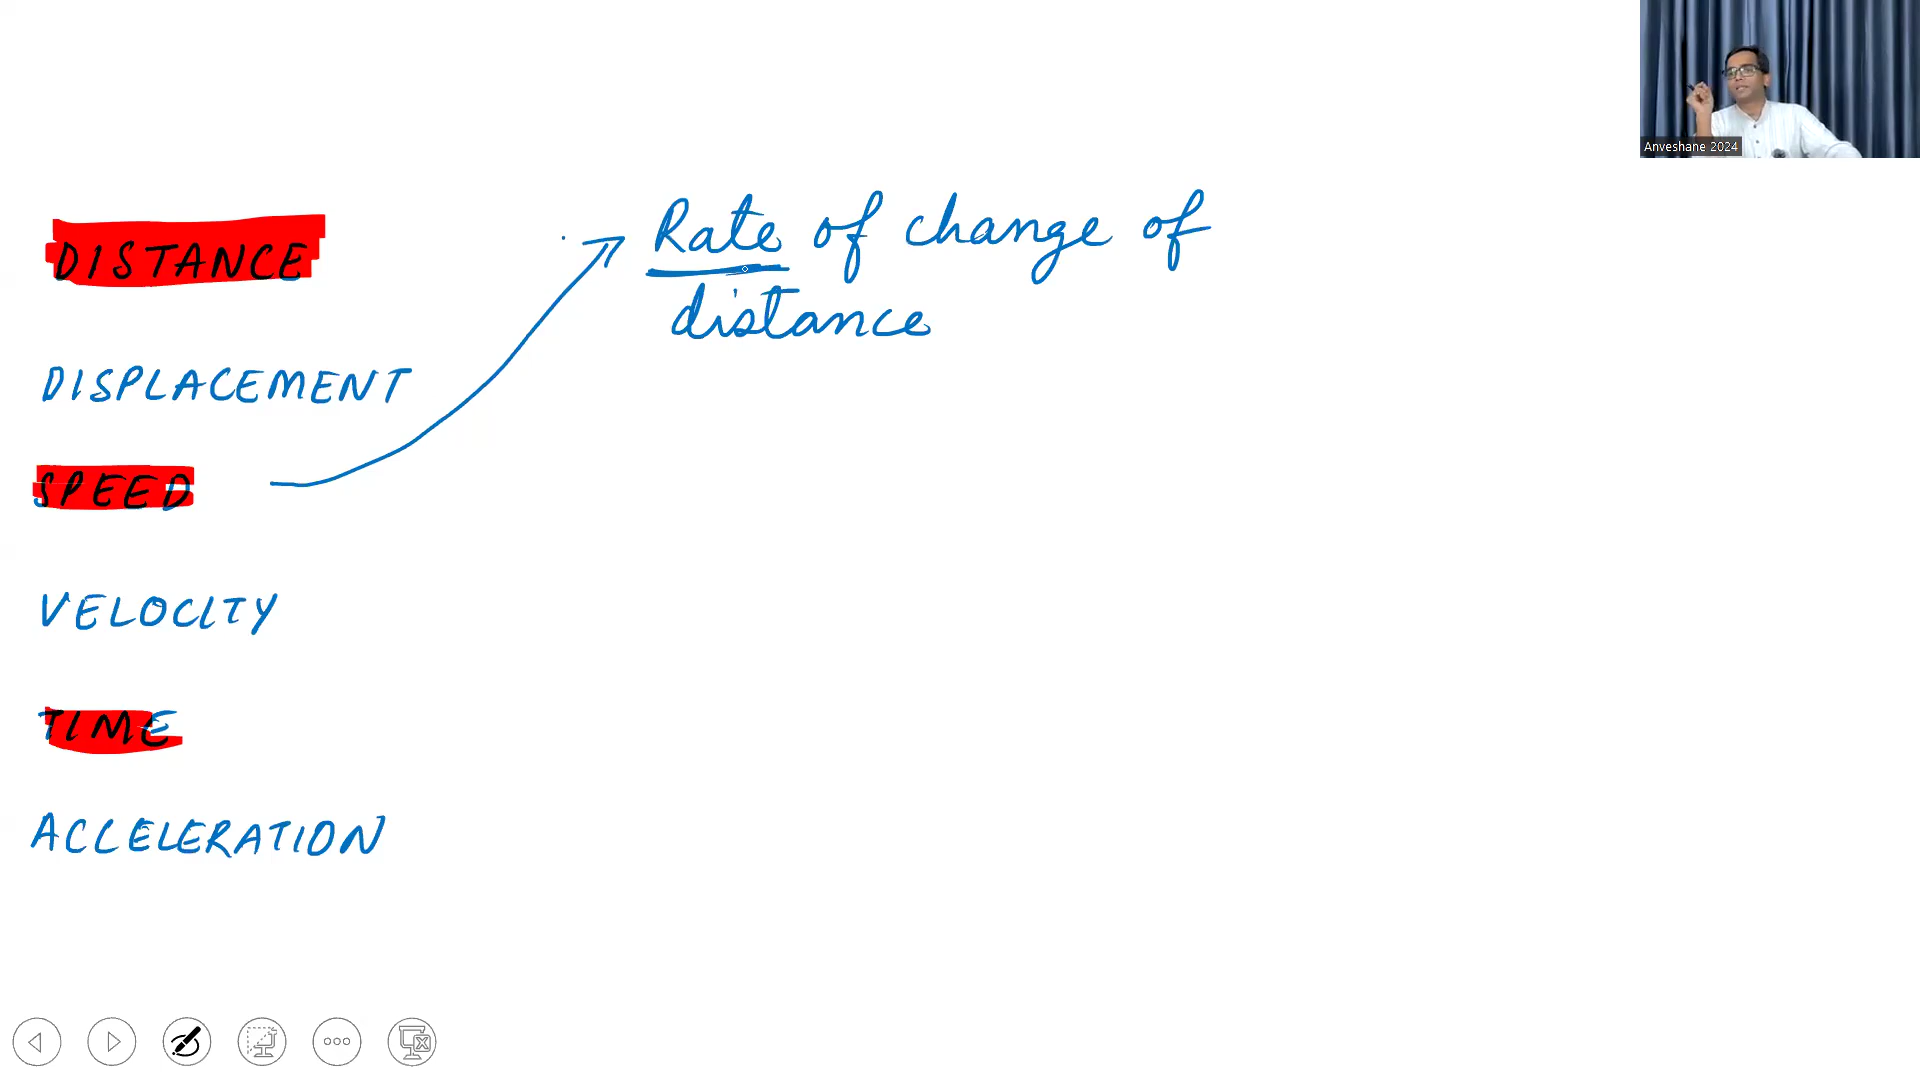 Anveshane 2024
DISTANCE
Rate of change of
distance
DISPLACEMENT
SPEED
VELOCITY
TIME
ACCELERATION